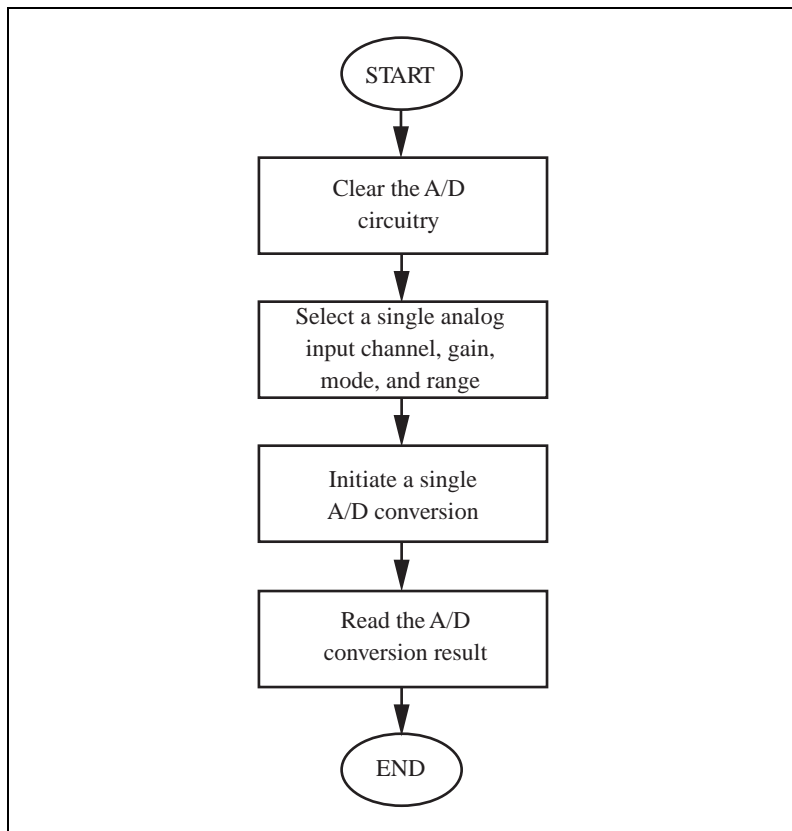 START
Clear the A/D
circuitry
Select a single analog
input channel, gain,
mode, and range
Initiate a single
A/D conversion
Read the A/D
conversion result
END